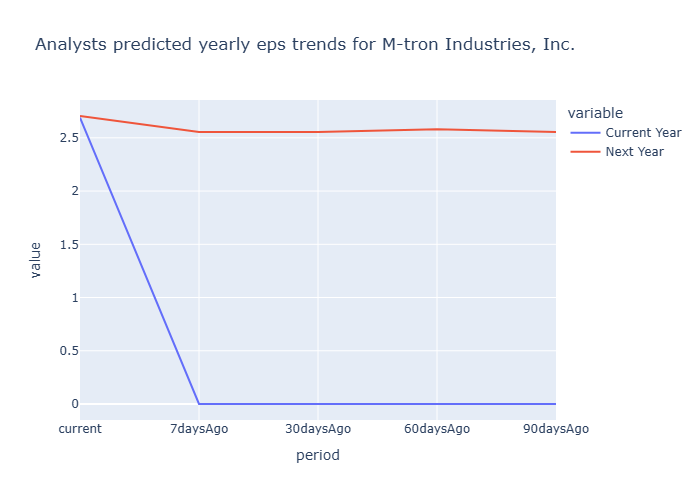 Analysts predicted yearly eps trends for M-tron Industries, Inc.
variable
Current Year
Next Year
2.5
2
1.5
1
0.5
0
value
current
7daysAgo
30daysAgo
60daysAgo
90daysAgo
period